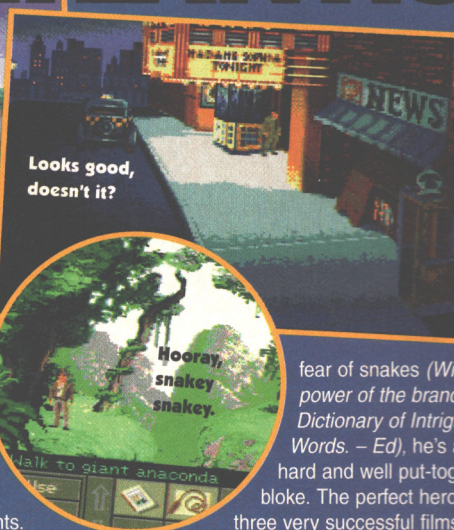 MADAME SOPHIA
TONIGHT
NEWS
Looks good,
doesn't it?
Hooray,
snakey
snakey.
Walk to giant anaconda
Use
fear of snakes (Wi
power of the brand
Dictionary of Intrig
Words. – Ed), he's
hard and well put-tog
bloke. The perfect hero
three very successful films
nts.